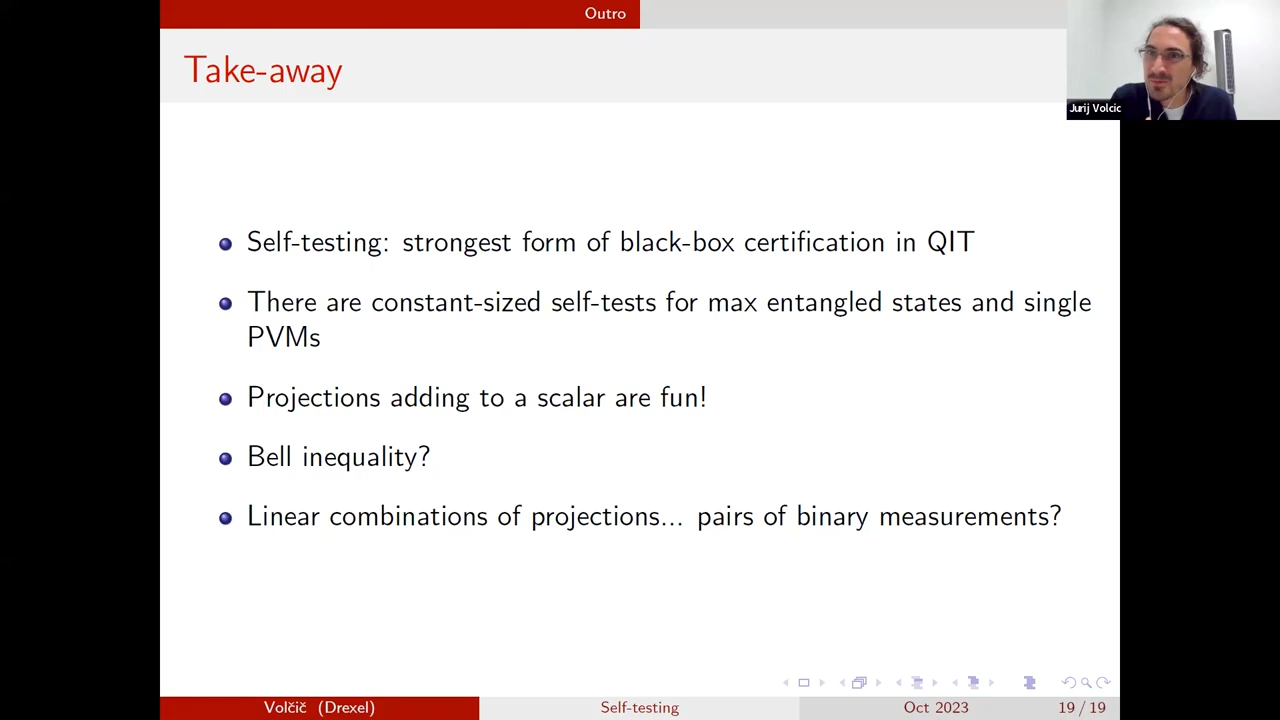 Outro
Take-away
Jurij Volcic
Self-testing: strongest form of black-box certification in QIT
There are constant-sized self-tests for max entangled states and single
PVMs
Projections adding to a scalar are fun!
Bell inequality?
Linear combinations of projections... pairs of binary measurements?
Volčič (Drexel)
Self-testing
Oct 2023
19 / 19